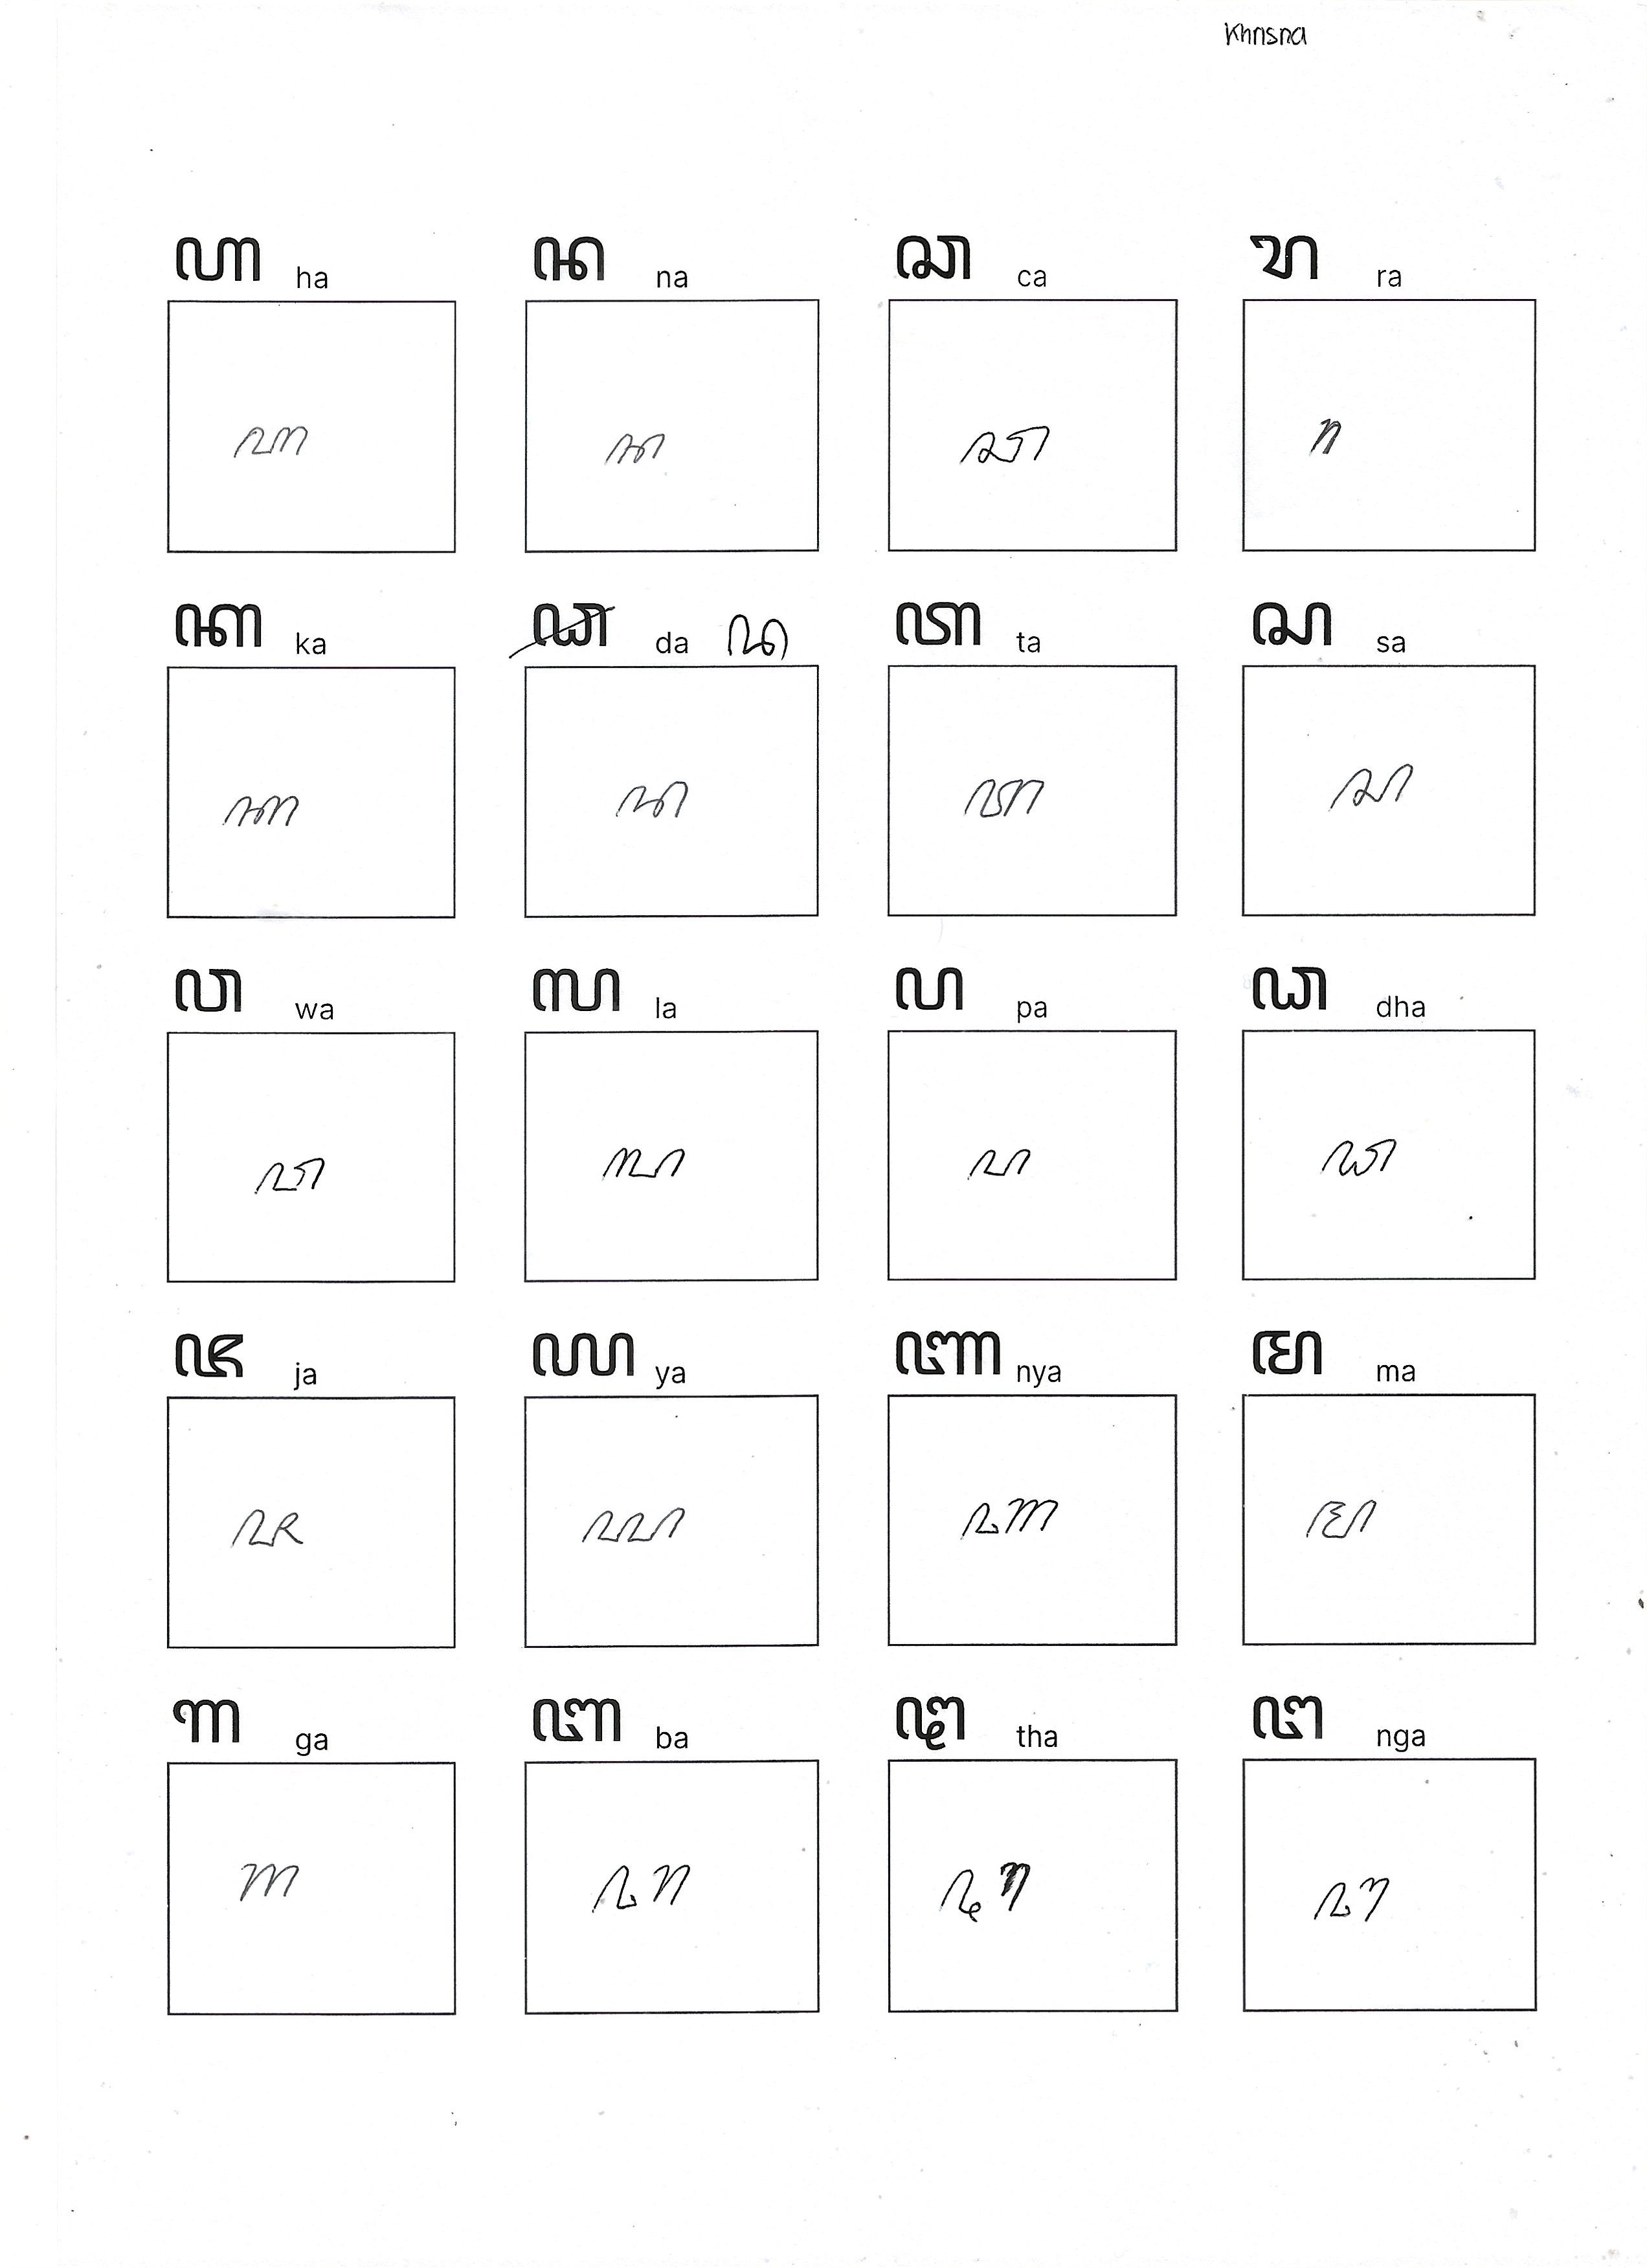 Khrisna
ꦲ ha ꦤ na ꦕ ca ꦫ ra
ꦲ ꦤ ꦕ ꦫ
ꦏ ka ꦝ da ꦢ ꦠ ta ꦱ sa
ꦏ ꦢ ꦠ ꦱ
ꦮ wa ꦭ la ꦥ pa ꦝ dha
ꦮ ꦭ ꦥ ꦝ
ꦗ ja ꦪ ya ꦚ nya ꦩ ma
ꦗ ꦪ ꦚ ꦩ
ꦒ ga ꦧ ba ꦛ tha ꦔ nga
ꦒ ꦧ ꦛ ꦔ